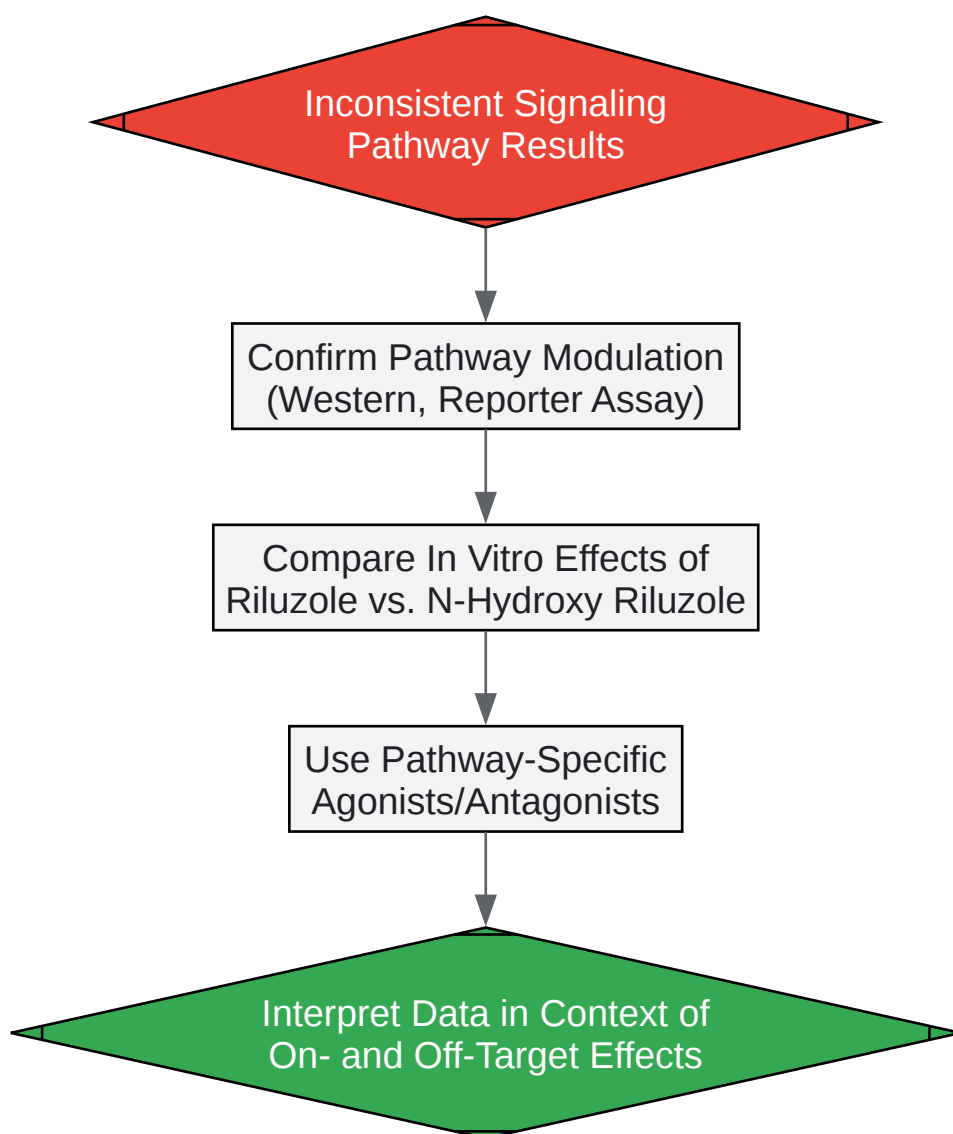 Inconsistent Signaling
Pathway Results
Confirm Pathway Modulation
(Western, Reporter Assay)
Compare In Vitro Effects of
Riluzole vs. N-Hydroxy Riluzole
Use Pathway-Specific
Agonists/Antagonists
Interpret Data in Context of
On- and Off-Target Effects